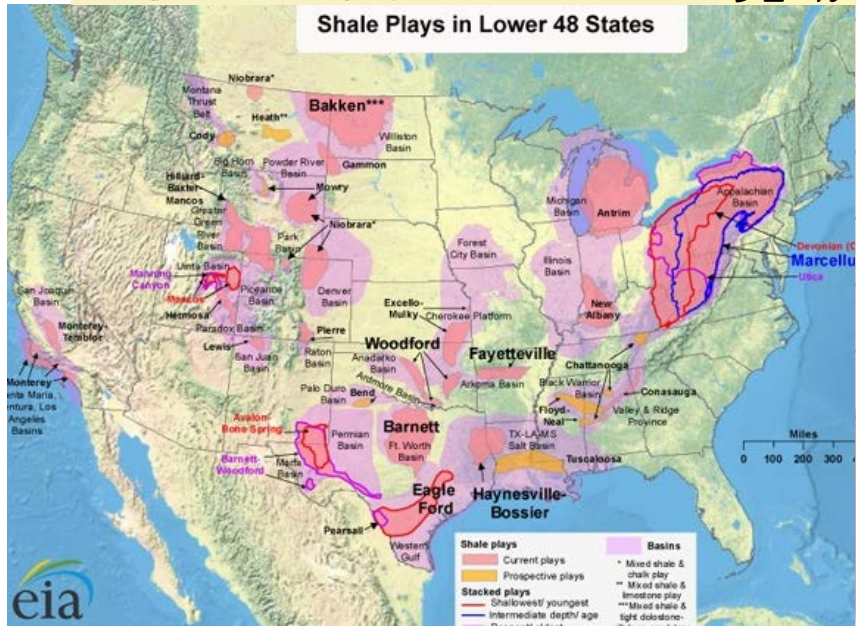 Shale Plays in Lower 48 States
Niobrara*
Montana
Thrust
Belt
Bakken***
Heath**
Cody
Williston
Basin
Big Horn
Basin
Powder River
Basin
Gammon
Hilliard-
Baxter-
Mancos
Mowry
Greater
Green
River
Basin
Niobrara*
Park
Basin
Michigan
Basin
Antrim
Appalachian
Basin
Devonian (O
Marcellu
Utica
Forest
City Basin
Illinois
Basin
Uinta Basin
Manning
Canyon
Mancos
Piceance
Basin
Denver
Basin
San Joaquin
Basin
Hermosa
Excello-
Mulky
Cherokee Platform
New
Albany
Paradox Basin
Monterey-
Temblor
Lewis
Pierre
San Juan
Basin
Raton
Basin
Woodford
Anadarko
Basin
Fayetteville
Chattanooga
Monterey
anta Maria,
ntura, Los
Angeles
Basins
Palo Duro
Basin
Bend
Ardmore Basin
Arkoma Basin
Black Warrior
Basin
Conasauga
Floyd-
Neal
Valley & Ridge
Province
Avalon-
Bone Spring
Permian
Basin
Barnett
Ft. Worth
Basin
TX-LA-MS
Salt Basin
Tuscaloosa
Barnett-
Woodford
Marfa
Basin
Eagle
Ford
Haynesville-
Bossier
Pearsall
Western
Gulf
Miles
0 100 200 300
Shale plays
Current plays
Prospective plays
Stacked plays
Shallowest/ youngest
Intermediate depth/ age
Basins
* Mixed shale &
chalk play
** Mixed shale &
limestone play
***Mixed shale &
tight dolostone-
eia